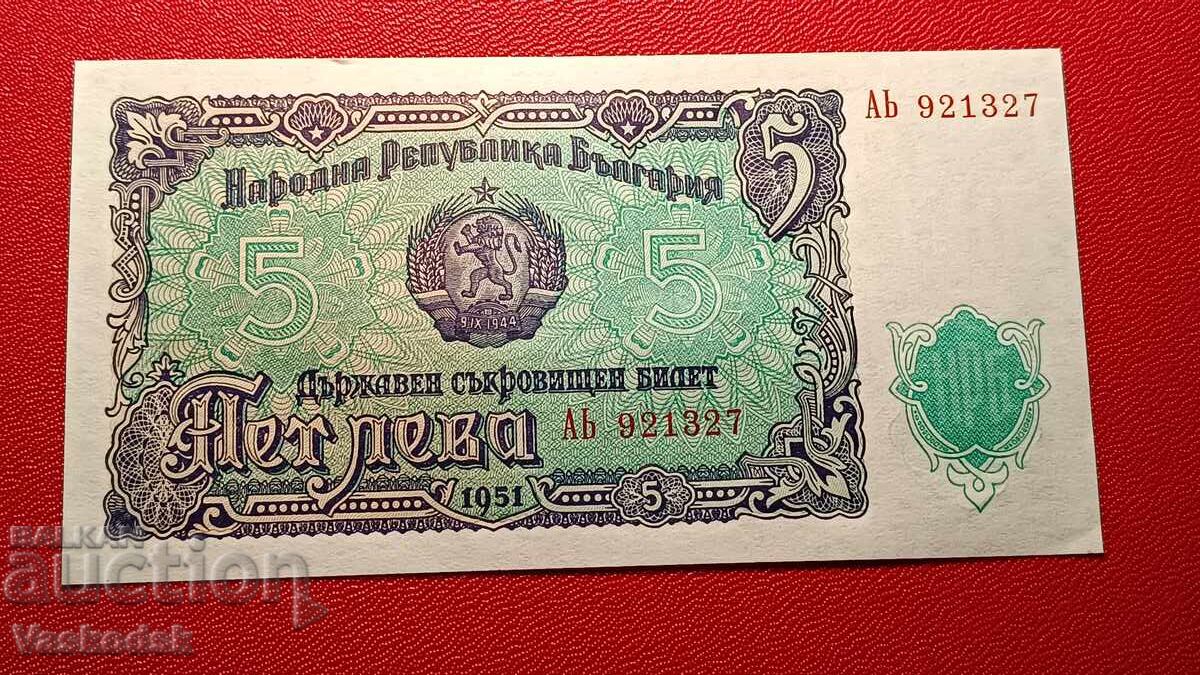 АЬ 921327
5
Народна Република България
5
5
9.IX.1944
Държавен съкровищен билет
Пет лева
АЬ 921327
1951
5
BALKAN
auction
Vaskodsk